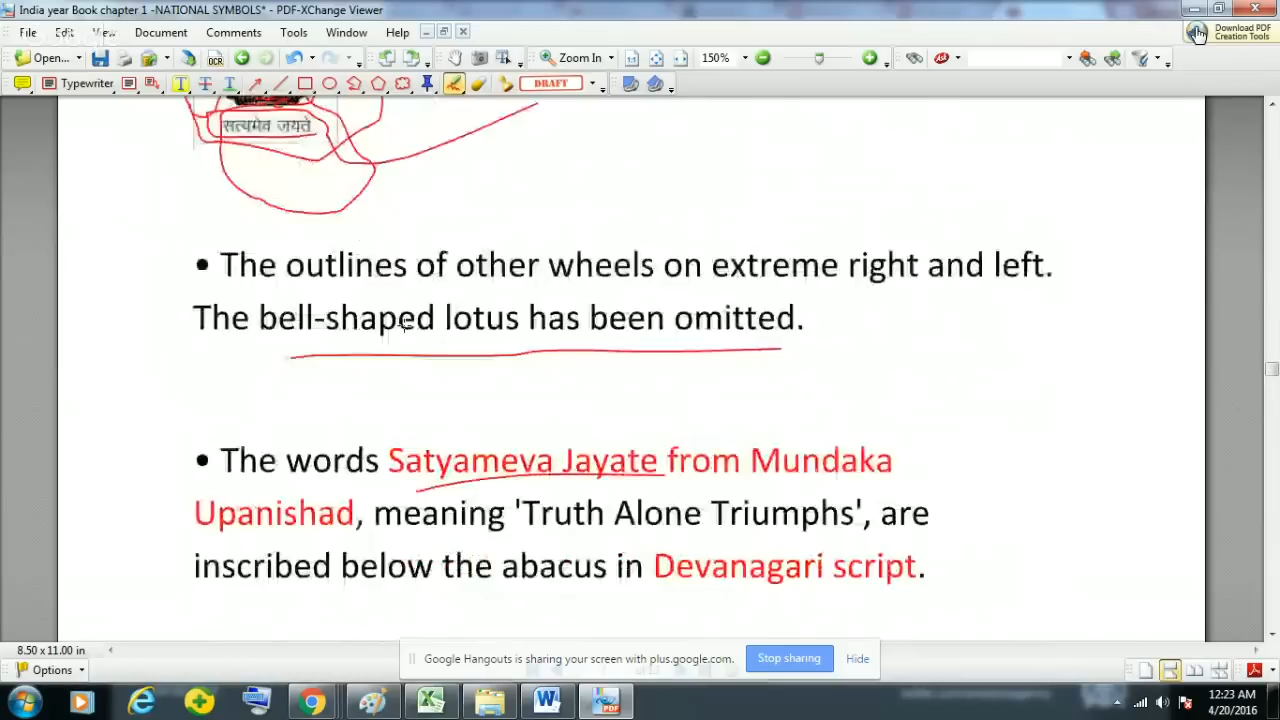 India year Book chapter 1 -NATIONAL SYMBOLS* - PDF-XChange Viewer
File View Document Comments Tools Window Help
Download PDF Creation Tools
Open... OCR Zoom In 150%
Typewriter DRAFT
सत्यमेव जयते
• The outlines of other wheels on extreme right and left.
The bell-shaped lotus has been omitted.
• The words Satyameva Jayate from Mundaka
Upanishad, meaning 'Truth Alone Triumphs', are
inscribed below the abacus in Devanagari script.
8.50 x 11.00 in
Google Hangouts is sharing your screen with plus.google.com. Stop sharing Hide
Options
12:23 AM
4/20/2016